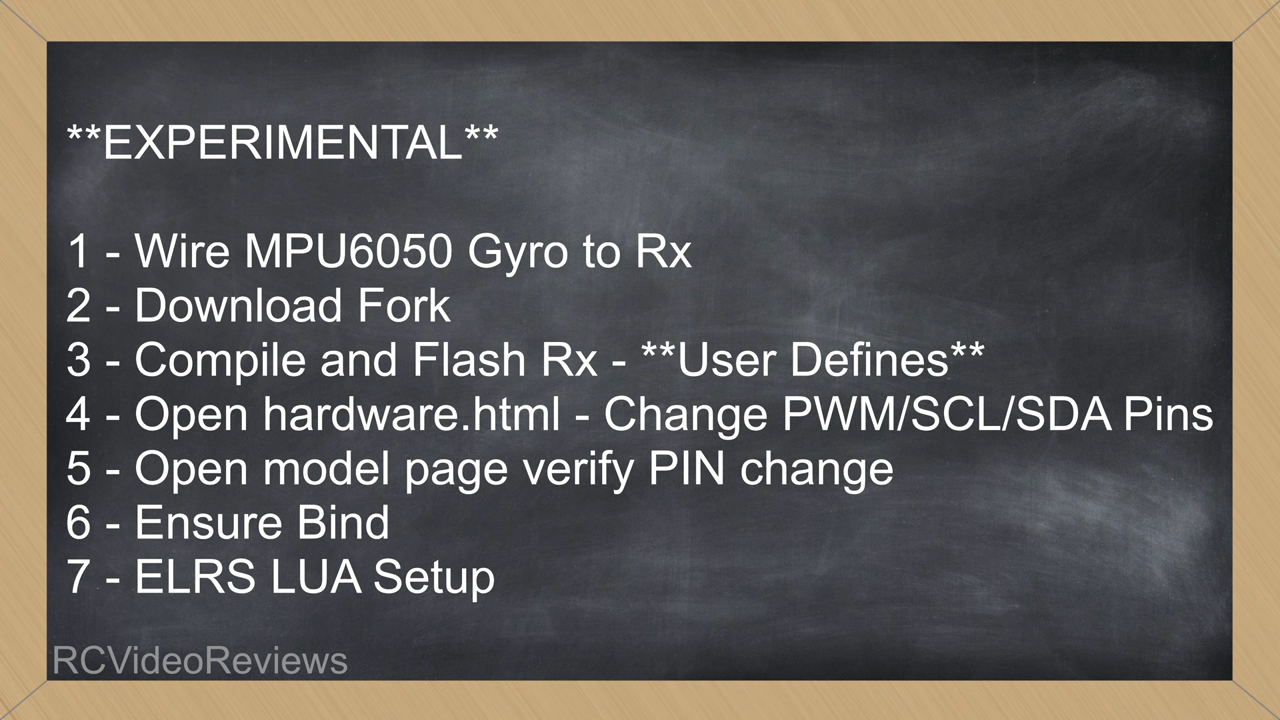 **EXPERIMENTAL**
1 - Wire MPU6050 Gyro to Rx
2 - Download Fork
3 - Compile and Flash Rx - **User Defines**
4 - Open hardware.html - Change PWM/SCL/SDA Pins
5 - Open model page verify PIN change
6 - Ensure Bind
7 - ELRS LUA Setup
RCVideoReviews